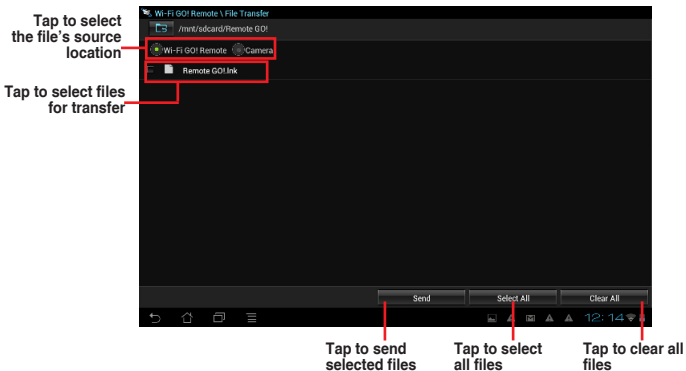 Tap to select
the file's source
location
Tap to select files
for transfer
Wi-Fi GO! Remote \ File Transfer
/mnt/sdcard/Remote GO!
Wi-Fi GO! Remote Camera
Remote GO!.lnk
Send Select All Clear All
12:14
Tap to send
selected files
Tap to select
all files
Tap to clear all
files